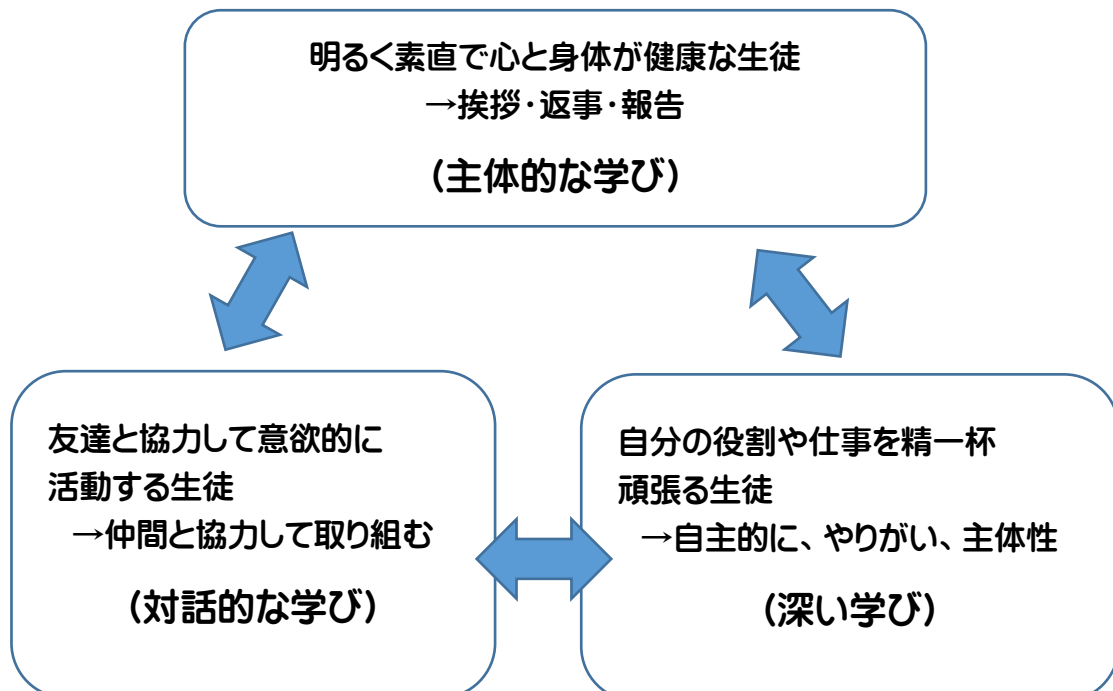 明るく素直で心と身体が健康な生徒
→挨拶・返事・報告
(主体的な学び)
友達と協力して意欲的に
活動する生徒
→仲間と協力して取り組む
(対話的な学び)
自分の役割や仕事を精一杯
頑張る生徒
→自主的に、やりがい、主体性
(深い学び)